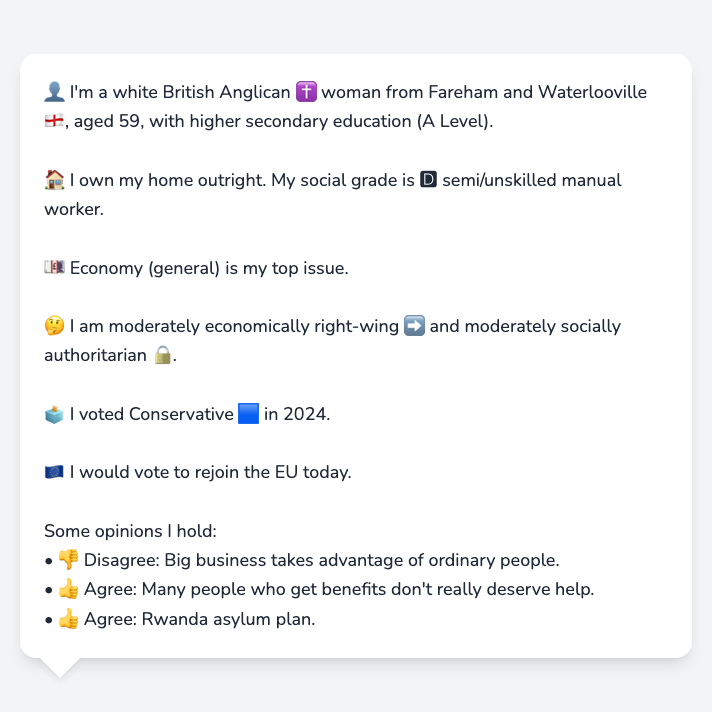 👤 I'm a white British Anglican ✝️ woman from Fareham and Waterlooville
🏴󠁧󠁢󠁥󠁮󠁧󠁿, aged 59, with higher secondary education (A Level).
🏠 I own my home outright. My social grade is 🅳 semi/unskilled manual
worker.
💷 Economy (general) is my top issue.
🤔 I am moderately economically right-wing ➡️ and moderately socially
authoritarian 🔒.
🗳️ I voted Conservative 🟦 in 2024.
🇪🇺 I would vote to rejoin the EU today.
Some opinions I hold:
• 👎 Disagree: Big business takes advantage of ordinary people.
• 👍 Agree: Many people who get benefits don't really deserve help.
• 👍 Agree: Rwanda asylum plan.